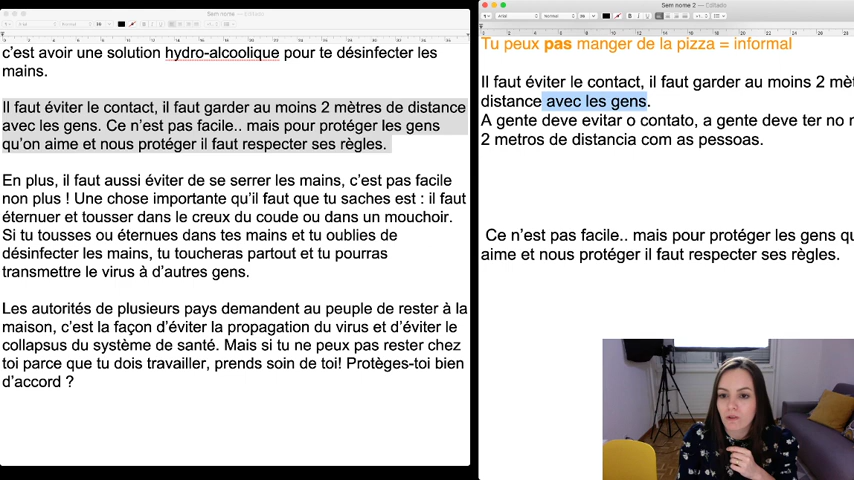 Sem nome — Editado
c'est avoir une solution hydro-alcoolique pour te désinfecter les
mains.
Il faut éviter le contact, il faut garder au moins 2 mètres de distance
avec les gens. Ce n'est pas facile.. mais pour protéger les gens
qu'on aime et nous protéger il faut respecter ses règles.
En plus, il faut aussi éviter de se serrer les mains, c'est pas facile
non plus ! Une chose importante qu'il faut que tu saches est : il faut
éternuer et tousser dans le creux du coude ou dans un mouchoir.
Si tu tousses ou éternues dans tes mains et tu oublies de
désinfecter les mains, tu toucheras partout et tu pourras
transmettre le virus à d'autres gens.
Les autorités de plusieurs pays demandent au peuple de rester à la
maison, c'est la façon d'éviter la propagation du virus et d'éviter le
collapsus du système de santé. Mais si tu ne peux pas rester chez
toi parce que tu dois travailler, prends soin de toi! Protèges-toi bien
d'accord ?
Sem nome 2 — Editado
Tu peux pas manger de la pizza = informal
Il faut éviter le contact, il faut garder au moins 2 mèt
distance avec les gens.
A gente deve evitar o contato, a gente deve ter no
2 metros de distancia com as pessoas.
Ce n'est pas facile.. mais pour protéger les gens qu
aime et nous protéger il faut respecter ses règles.